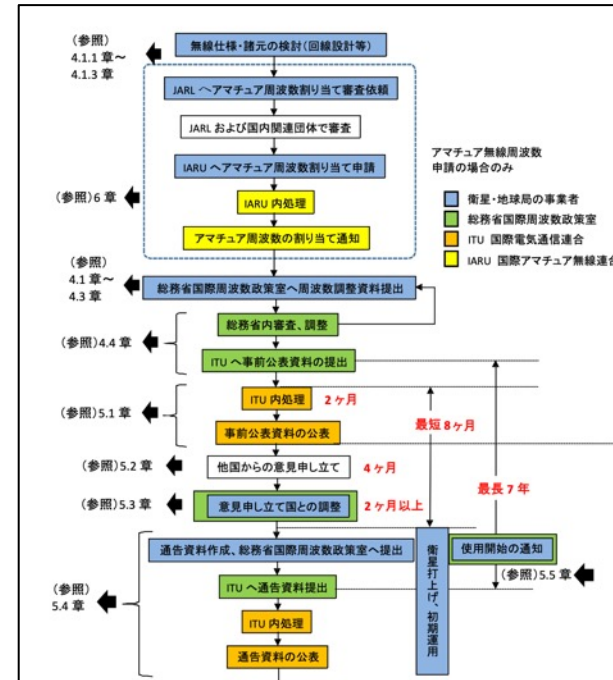 (参照)
4.1.1 章～
4.1.3 章
無線仕様・諸元の検討(回線設計等)
JARL へアマチュア周波数割り当て審査依頼
JARL および国内関連団体で審査
IARU へアマチュア周波数割り当て申請
(参照)6 章
IARU 内処理
アマチュア周波数の割り当て通知
アマチュア無線周波数
申請の場合のみ
衛星・地球局の事業者
総務省国際周波数政策室
ITU 国際電気通信連合
IARU 国際アマチュア無線連合
(参照)
4.1 章～
4.3 章
総務省国際周波数政策室へ周波数調整資料提出
総務省内審査、調整
(参照)4.4 章
ITU へ事前公表資料の提出
ITU 内処理
2ヶ月
(参照)5.1 章
事前公表資料の公表
最短 8ヶ月
(参照)5.2 章
他国からの意見申し立て
4ヶ月
(参照)5.3 章
意見申し立て国との調整
2ヶ月以上
最長 7 年
通告資料作成、総務省国際周波数政策室へ提出
使用開始の通知
(参照)5.5 章
(参照)
5.4 章
ITU へ通告資料提出
ITU 内処理
通告資料の公表
衛星打上げ、初期運用